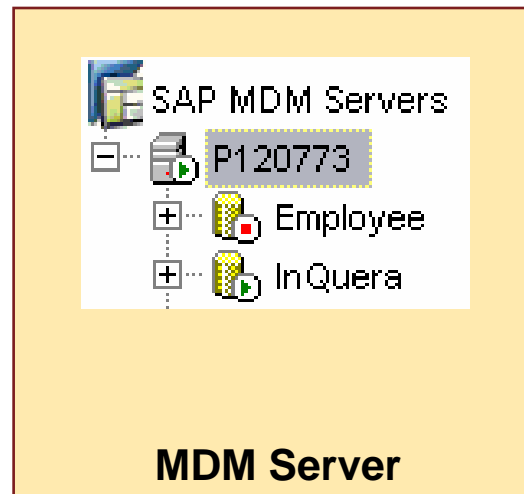 SAP MDM Servers
P120773
Employee
InQuera
MDM Server